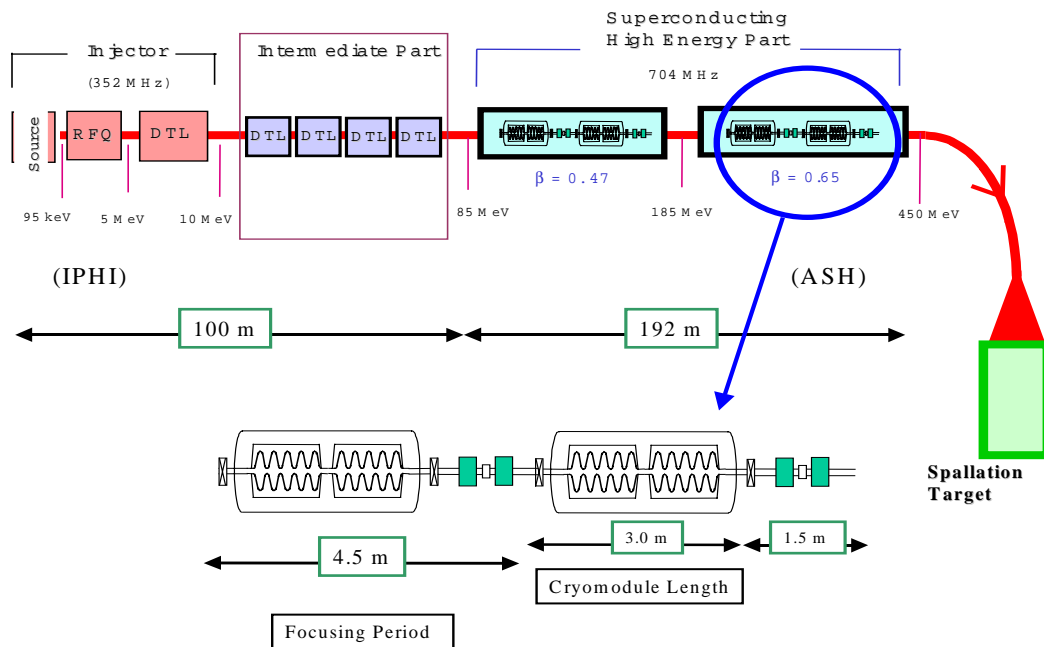 Superconducting
High Energy Part
Injector
Intermediate Part
(352 MHz)
704 MHz
Source
RFQ
DTL
DTL
DTL
DTL
DTL
β = 0.47
β = 0.65
95 keV
5 MeV
10 MeV
85 MeV
185 MeV
450 MeV
(IPHI)
(ASH)
100 m
192 m
Spallation
Target
4.5 m
3.0 m
1.5 m
Cryomodule Length
Focusing Period